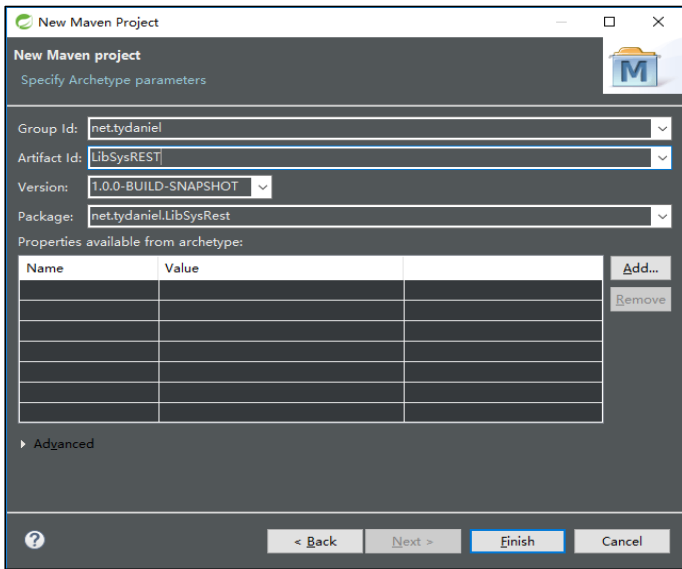 New Maven Project
New Maven project
Specify Archetype parameters
M
Group Id: net.tydaniel
Artifact Id: LibSysREST
Version: 1.0.0-BUILD-SNAPSHOT
Package: net.tydaniel.LibSysRest
Properties available from archetype:
Name Value Add...
Remove
Advanced
? < Back Next > Finish Cancel